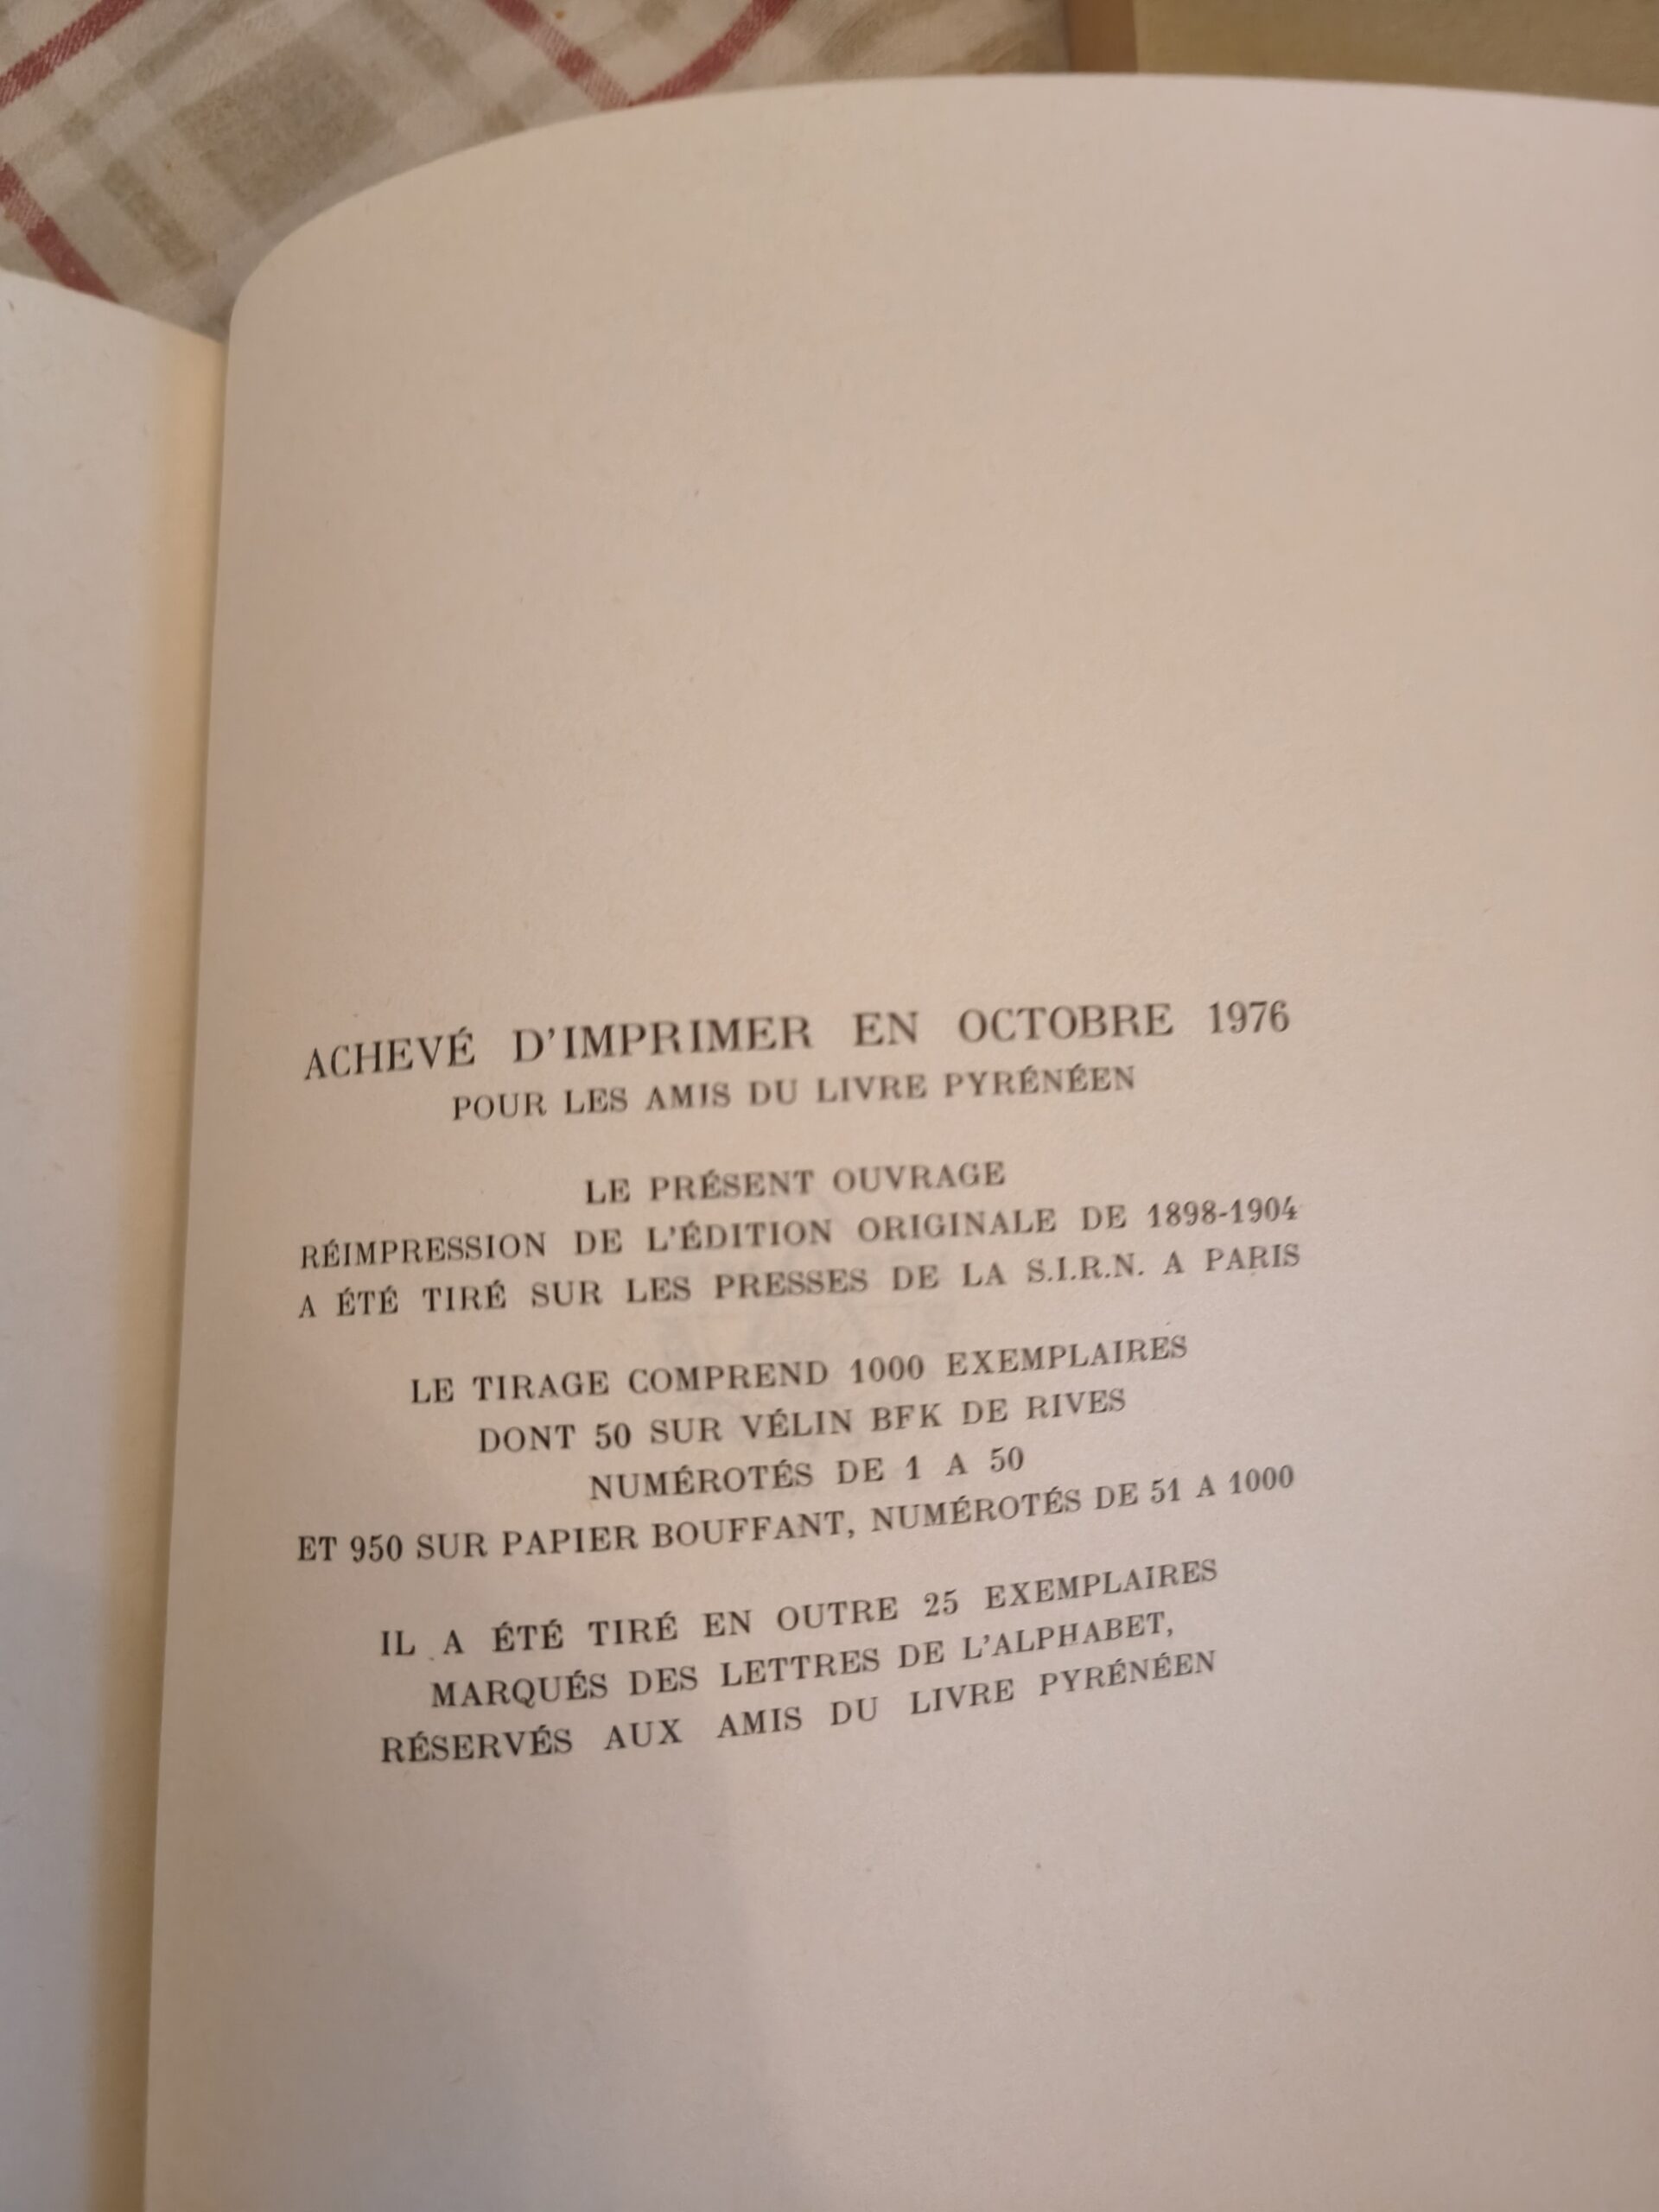 ACHEVÉ D'IMPRIMER EN OCTOBRE 1976
POUR LES AMIS DU LIVRE PYRÉNÉEN
LE PRÉSENT OUVRAGE
RÉIMPRESSION DE L'ÉDITION ORIGINALE DE 1898-1904
A ÉTÉ TIRÉ SUR LES PRESSES DE LA S.I.R.N. A PARIS
LE TIRAGE COMPREND 1000 EXEMPLAIRES
DONT 50 SUR VÉLIN BFK DE RIVES
NUMÉROTÉS DE 1 A 50
ET 950 SUR PAPIER BOUFFANT, NUMÉROTÉS DE 51 A 1000
IL A ÉTÉ TIRÉ EN OUTRE 25 EXEMPLAIRES
MARQUÉS DES LETTRES DE L'ALPHABET,
RÉSERVÉS AUX AMIS DU LIVRE PYRÉNÉEN